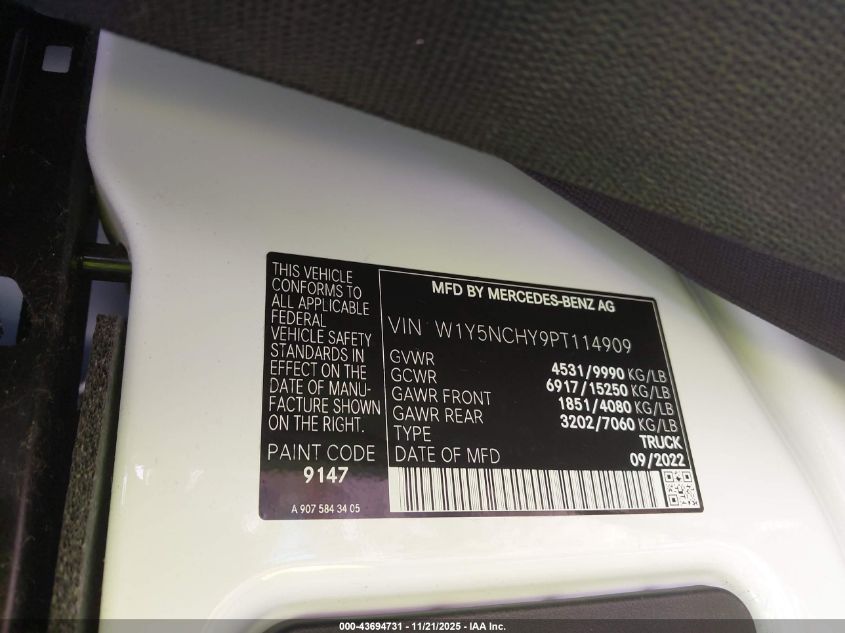 THIS VEHICLE
CONFORMS TO
ALL APPLICABLE
FEDERAL
VEHICLE SAFETY
STANDARDS IN
EFFECT ON THE
DATE OF MANU-
FACTURE SHOWN
ON THE RIGHT.
PAINT CODE
9147
A 907 584 34 05
MFD BY MERCEDES-BENZ AG
VIN W1Y5NCHY9PT114909
GVWR 4531/9990 KG/LB
GCWR 6917/15250 KG/LB
GAWR FRONT 1851/4080 KG/LB
GAWR REAR 3202/7060 KG/LB
TYPE TRUCK
DATE OF MFD 09/2022
000-43694731 - 11/21/2025 - IAA Inc.